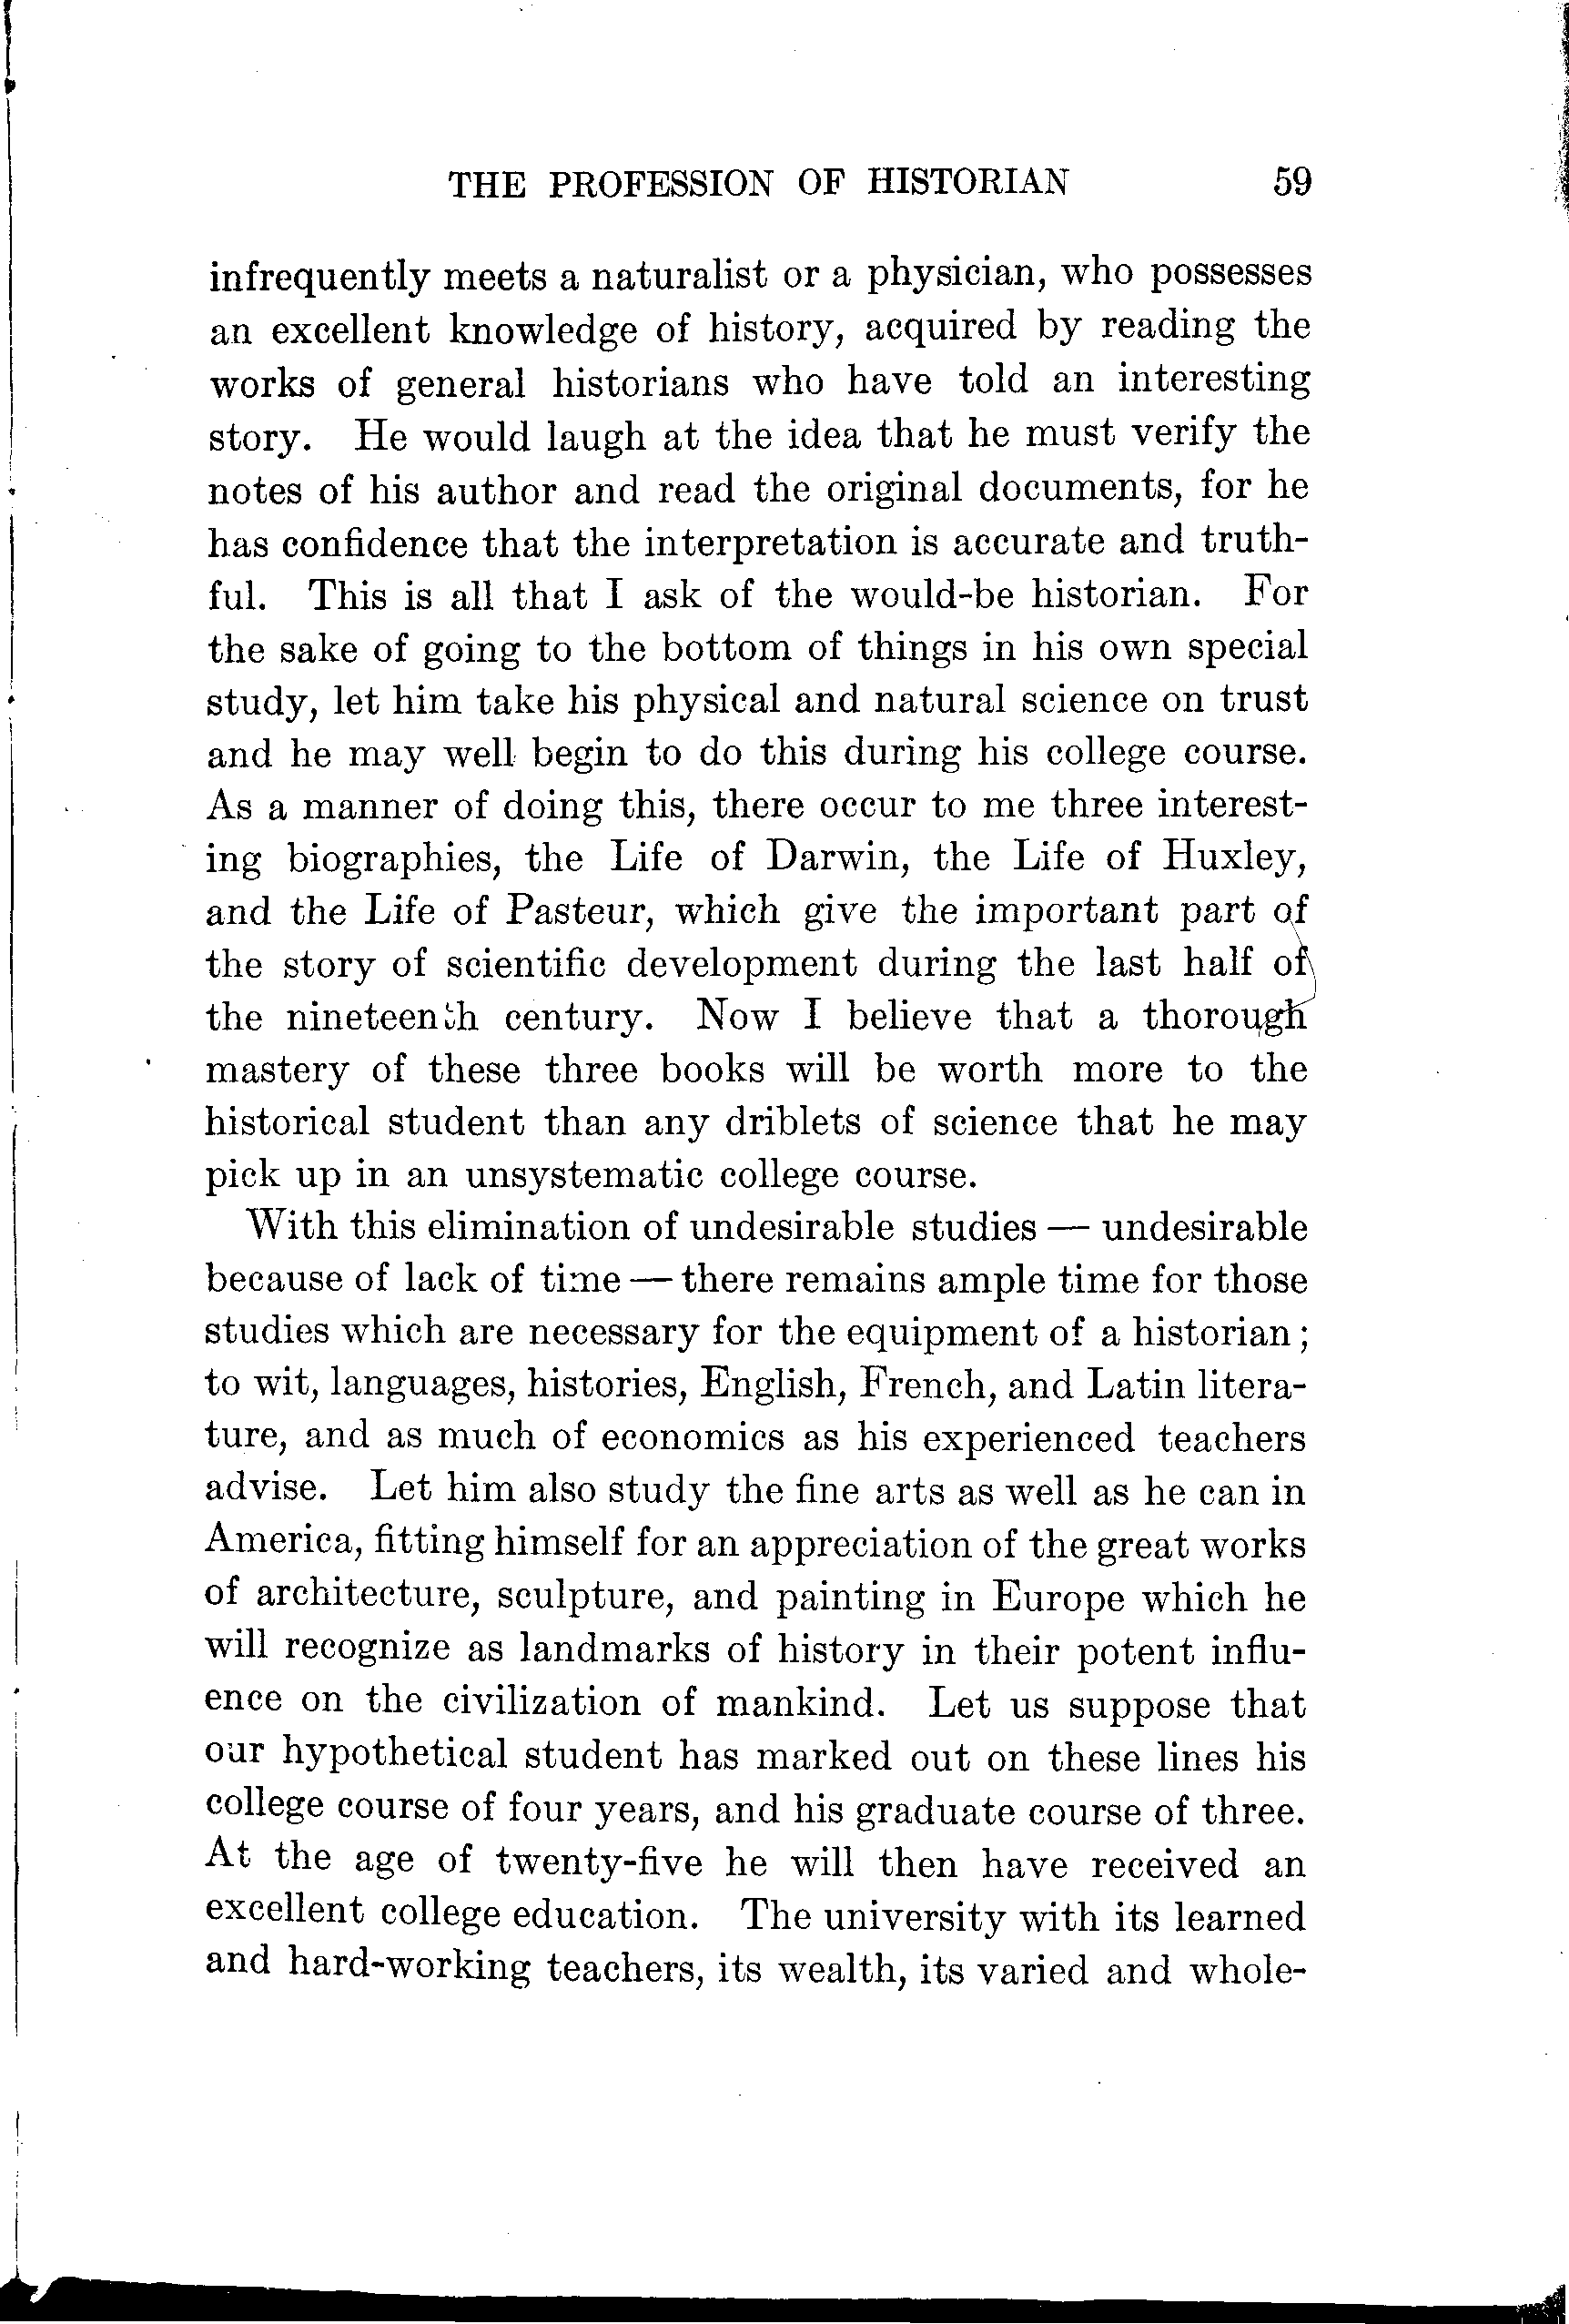 THE PROFESSION OF HISTORIAN 59
infrequently meets a naturalist or a physician, who possesses
an excellent knowledge of history, acquired by reading the
works of general historians who have told an interesting
story. He would laugh at the idea that he must verify the
notes of his author and read the original documents, for he
has confidence that the interpretation is accurate and truth-
ful. This is all that I ask of the would-be historian. For
the sake of going to the bottom of things in his own special
study, let him take his physical and natural science on trust
and he may well begin to do this during his college course.
As a manner of doing this, there occur to me three interest-
ing biographies, the Life of Darwin, the Life of Huxley,
and the Life of Pasteur, which give the important part of
the story of scientific development during the last half of
the nineteenth century. Now I believe that a thorough
mastery of these three books will be worth more to the
historical student than any driblets of science that he may
pick up in an unsystematic college course.
With this elimination of undesirable studies — undesirable
because of lack of time — there remains ample time for those
studies which are necessary for the equipment of a historian;
to wit, languages, histories, English, French, and Latin litera-
ture, and as much of economics as his experienced teachers
advise. Let him also study the fine arts as well as he can in
America, fitting himself for an appreciation of the great works
of architecture, sculpture, and painting in Europe which he
will recognize as landmarks of history in their potent influ-
ence on the civilization of mankind. Let us suppose that
our hypothetical student has marked out on these lines his
college course of four years, and his graduate course of three.
At the age of twenty-five he will then have received an
excellent college education. The university with its learned
and hard-working teachers, its wealth, its varied and whole-